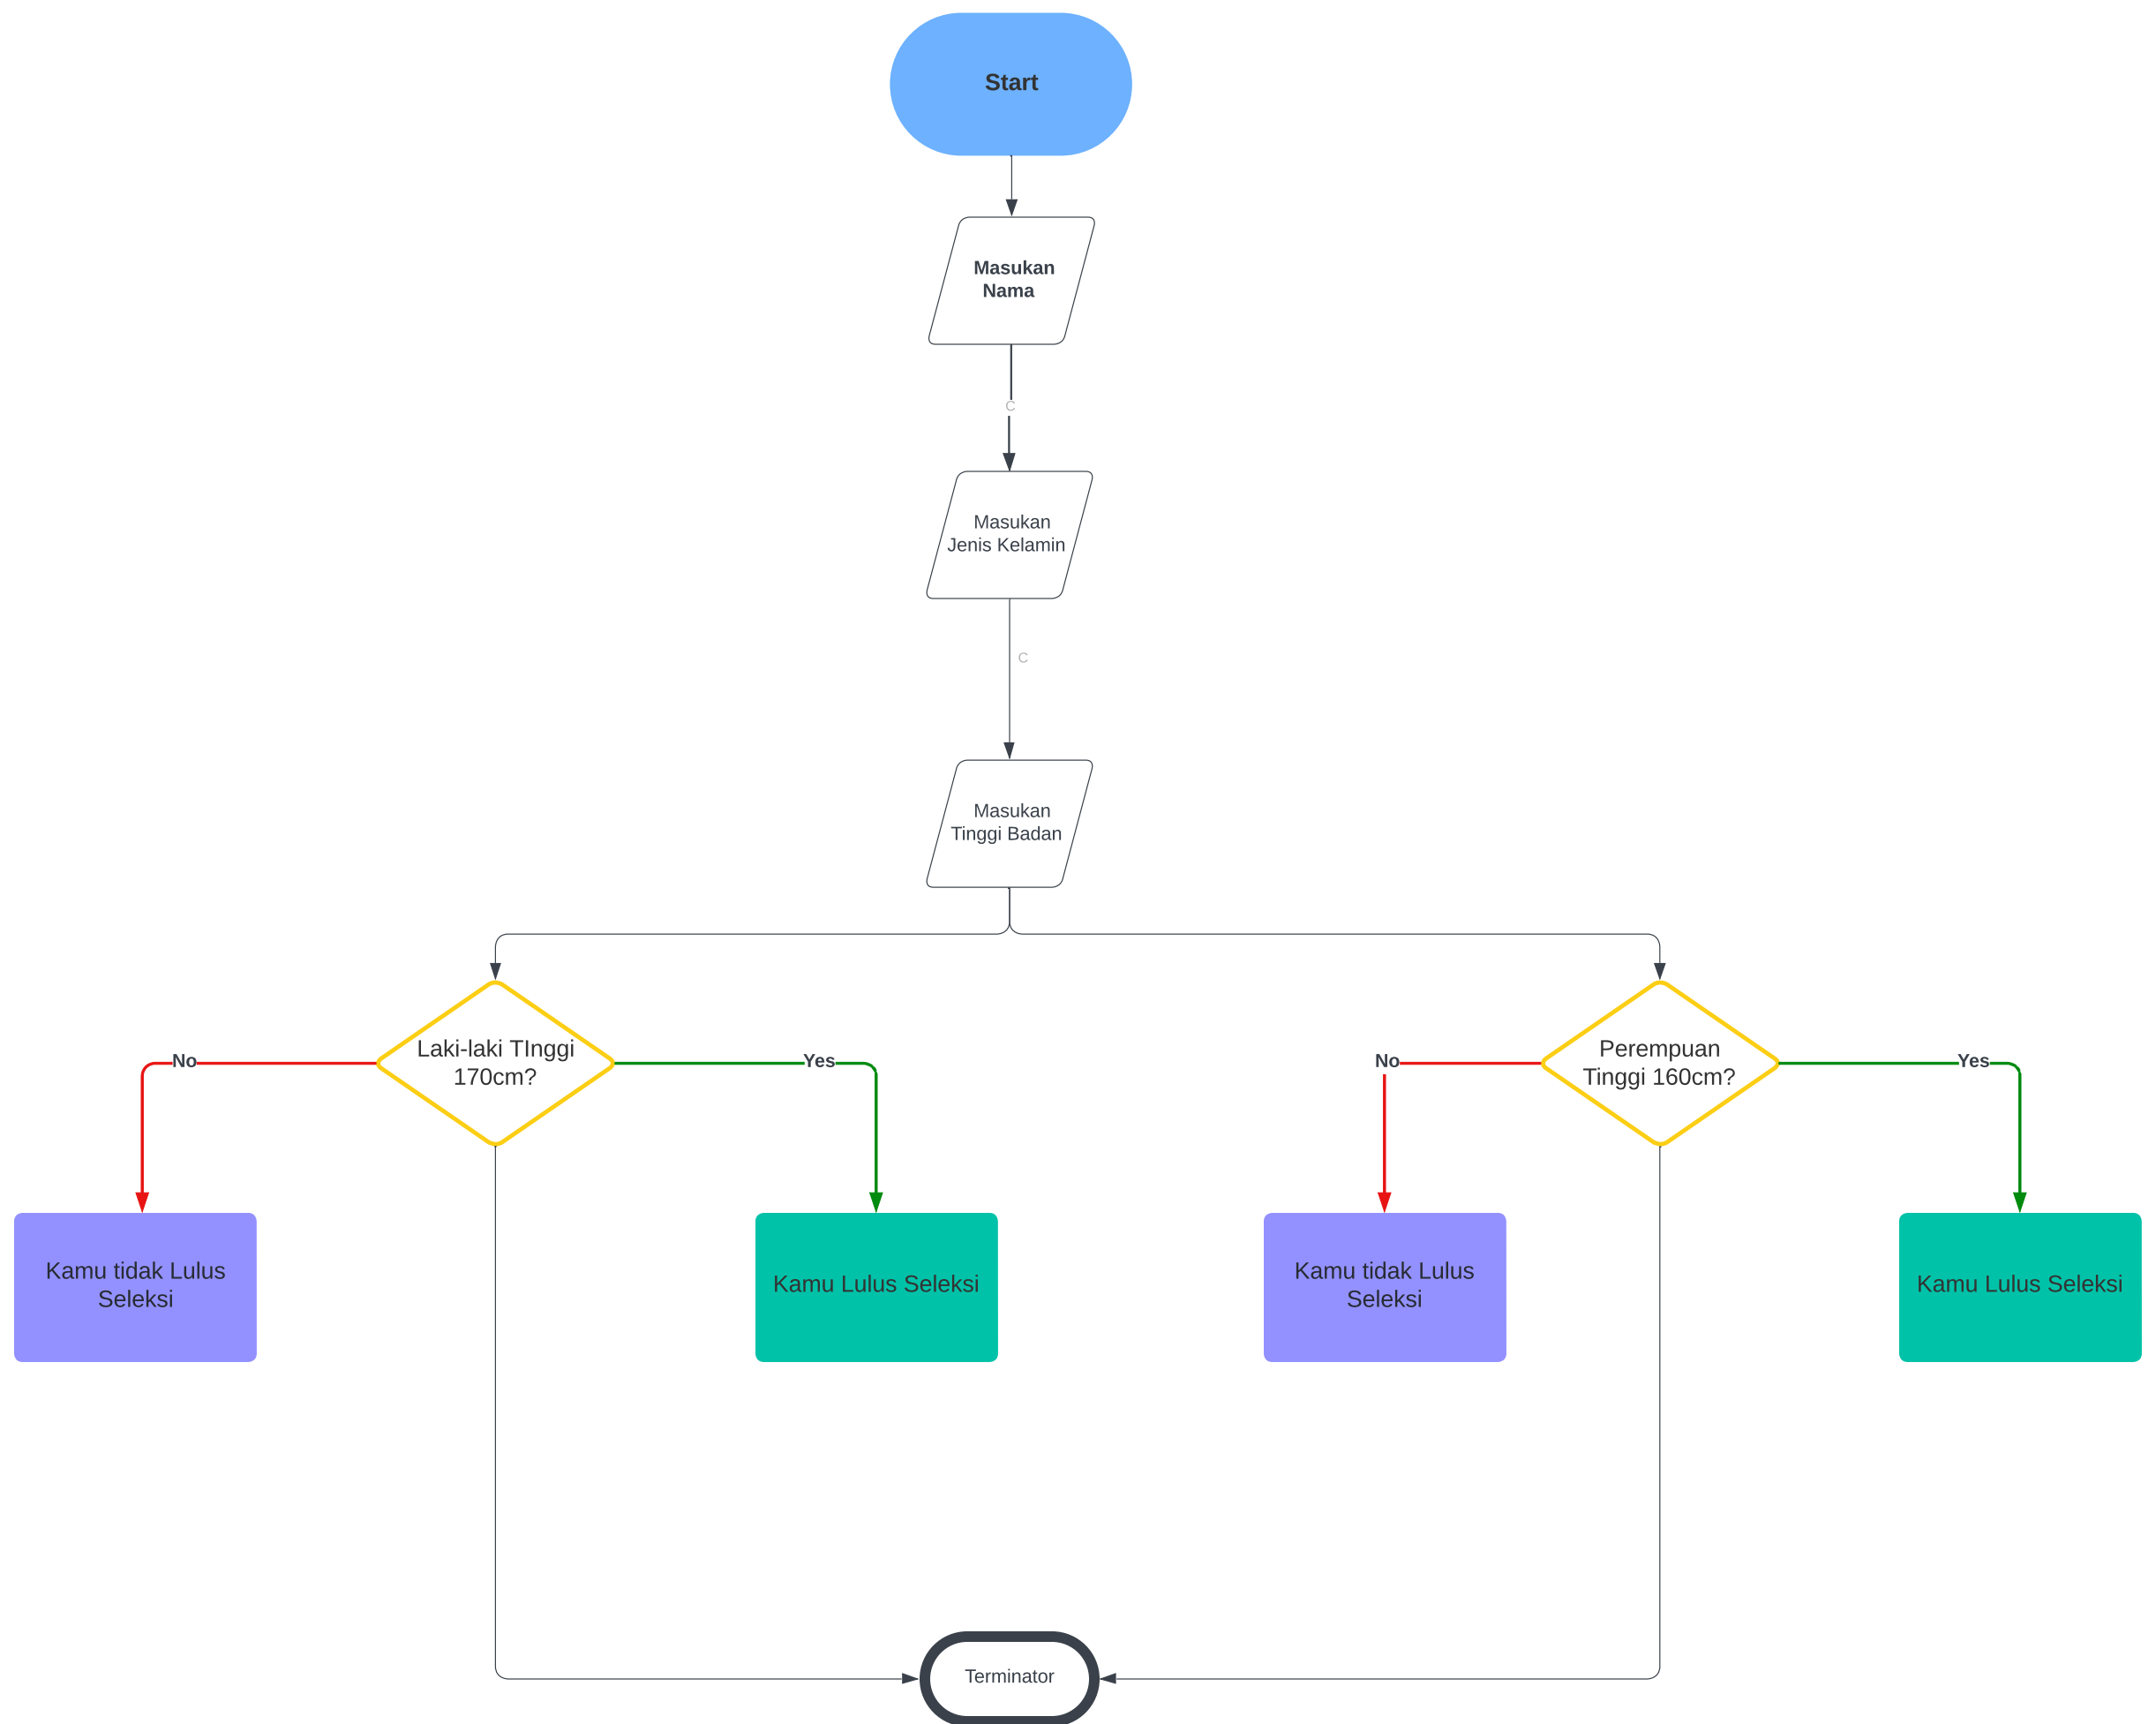 Start
Masukan
Nama
C
Masukan
Jenis Kelamin
C
Masukan
Tinggi Badan
Laki-laki TInggi
170cm?
No
Yes
Perempuan
Tinggi 160cm?
No
Yes
Kamu tidak Lulus
Seleksi
Kamu Lulus Seleksi
Kamu tidak Lulus
Seleksi
Kamu Lulus Seleksi
Terminator